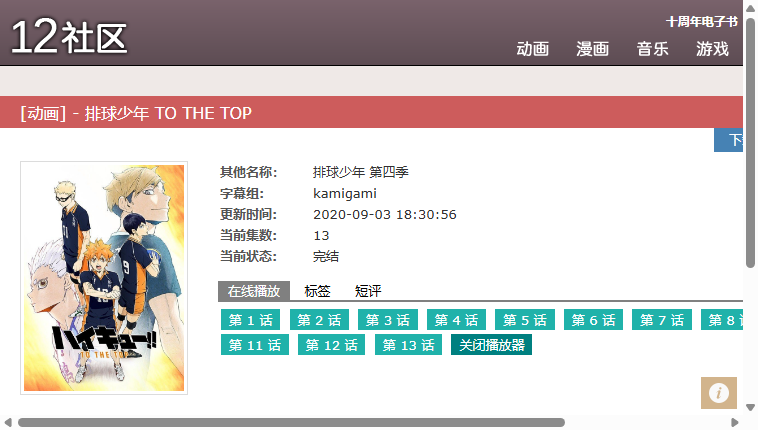 12社区
十周年电子书
动画 漫画 音乐 游戏
[动画] - 排球少年 TO THE TOP
其他名称： 排球少年 第四季
字幕组： kamigami
更新时间： 2020-09-03 18:30:56
当前集数： 13
当前状态： 完结
ハイキュー!!
TO THE TOP
在线播放 标签 短评
第 1 话 第 2 话 第 3 话 第 4 话 第 5 话 第 6 话 第 7 话 第 8
第 11 话 第 12 话 第 13 话 关闭播放器